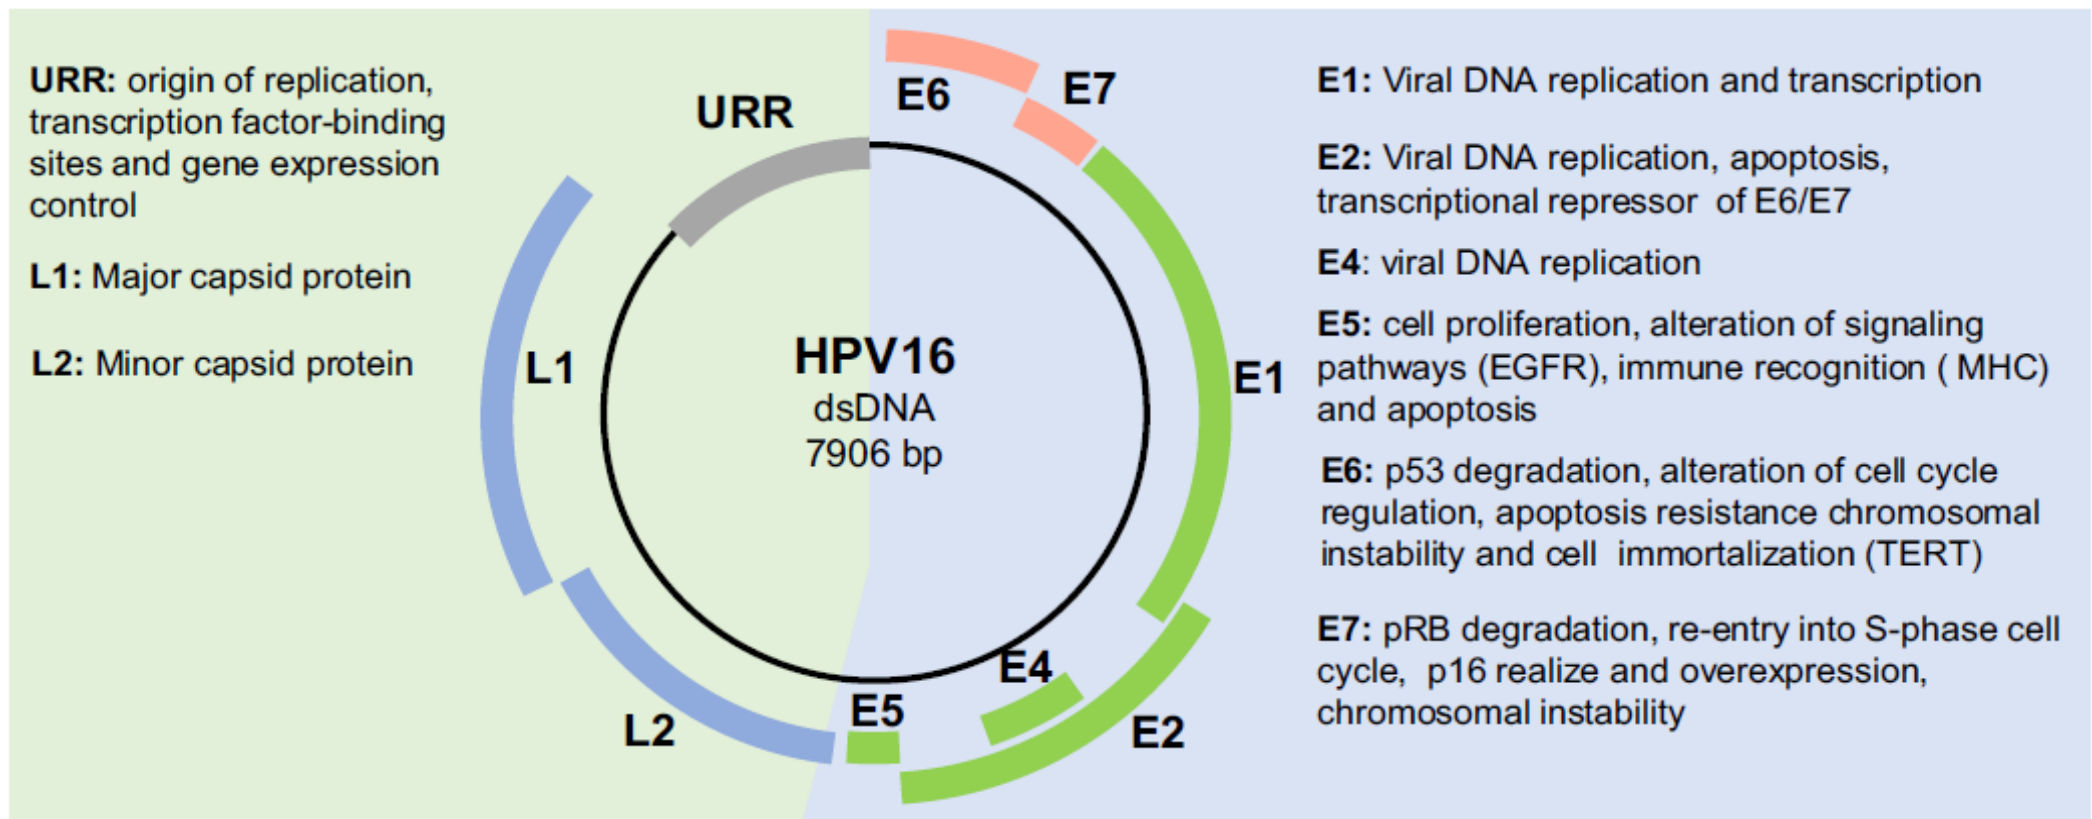 URR: origin of replication,
transcription factor-binding
sites and gene expression
control
L1: Major capsid protein
L2: Minor capsid protein
URR
E6
E7
L1
HPV16
dsDNA
7906 bp
E1
E4
E5
L2
E2
E1: Viral DNA replication and transcription
E2: Viral DNA replication, apoptosis,
transcriptional repressor of E6/E7
E4: viral DNA replication
E5: cell proliferation, alteration of signaling
pathways (EGFR), immune recognition ( MHC)
and apoptosis
E6: p53 degradation, alteration of cell cycle
regulation, apoptosis resistance chromosomal
instability and cell immortalization (TERT)
E7: pRB degradation, re-entry into S-phase cell
cycle, p16 realize and overexpression,
chromosomal instability